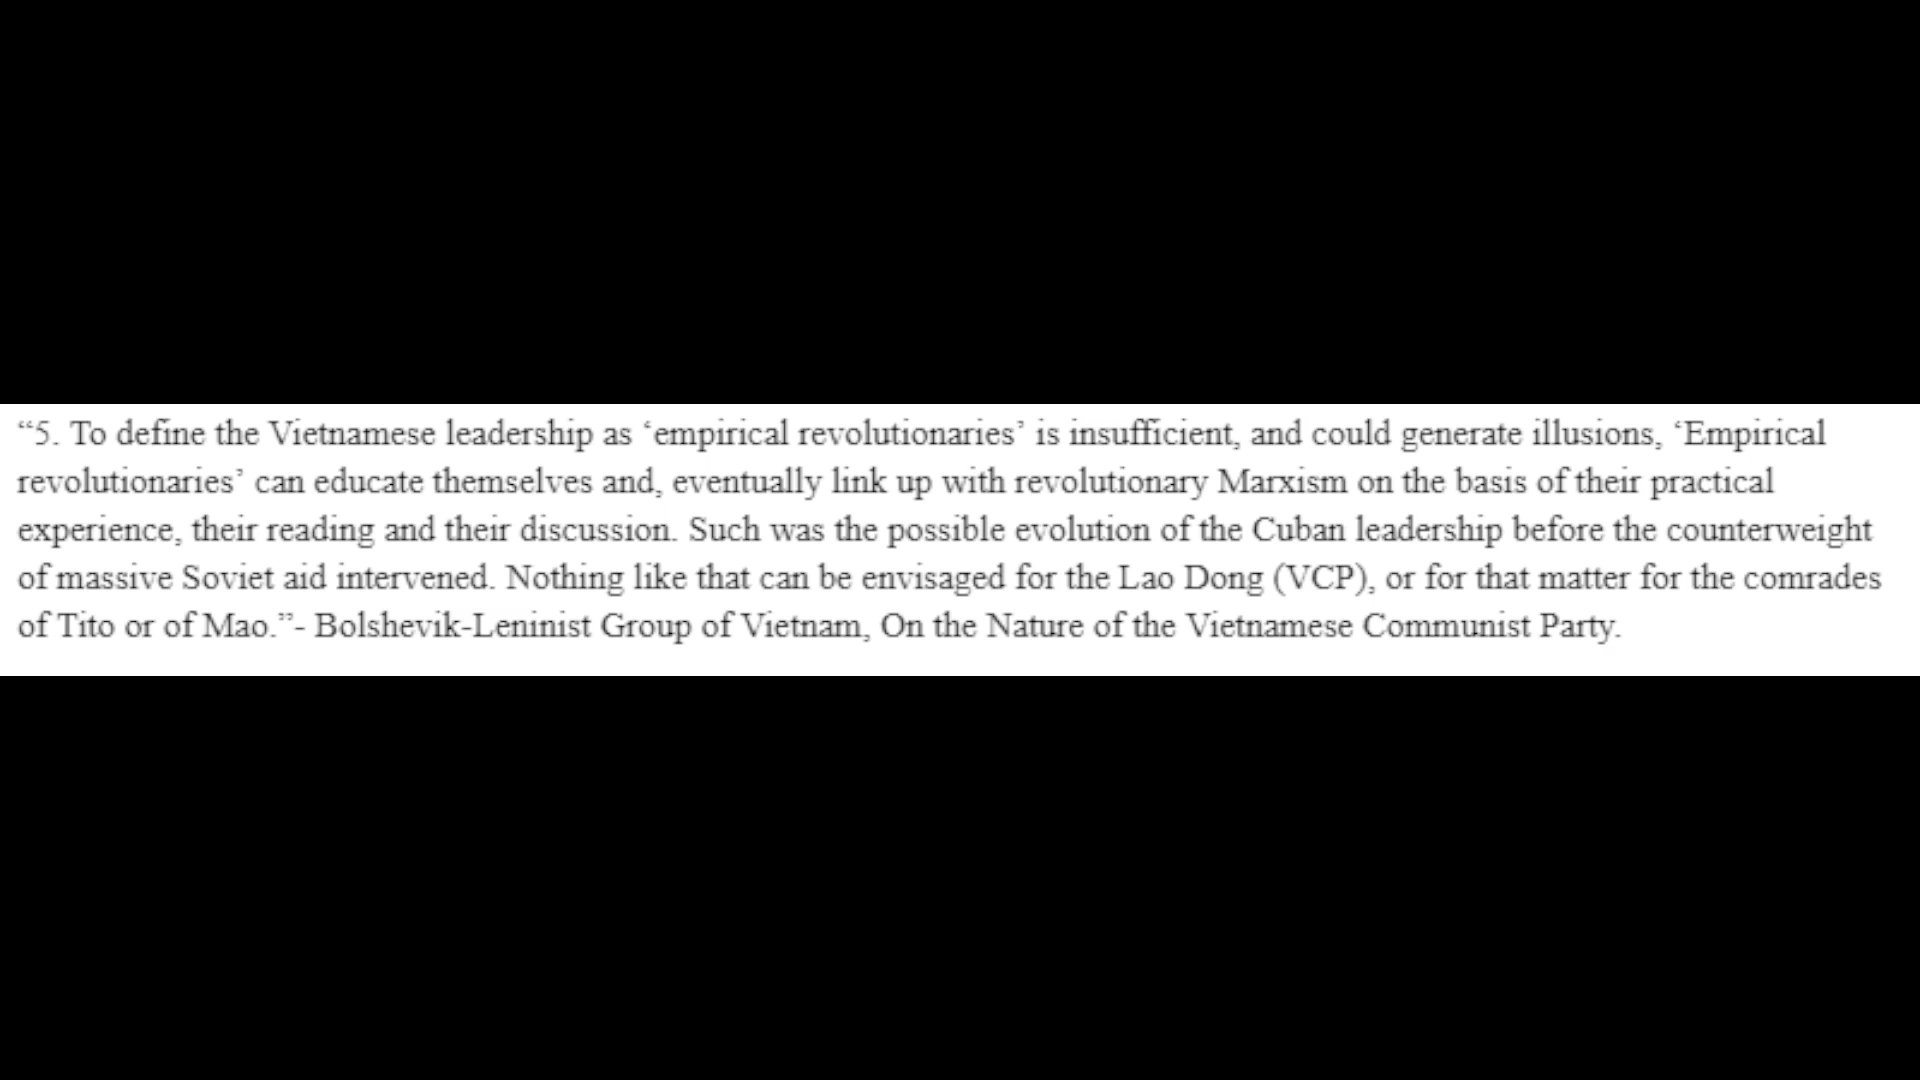 “5. To define the Vietnamese leadership as ‘empirical revolutionaries’ is insufficient, and could generate illusions, ‘Empirical
revolutionaries’ can educate themselves and, eventually link up with revolutionary Marxism on the basis of their practical
experience, their reading and their discussion. Such was the possible evolution of the Cuban leadership before the counterweight
of massive Soviet aid intervened. Nothing like that can be envisaged for the Lao Dong (VCP), or for that matter for the comrades
of Tito or of Mao.”- Bolshevik-Leninist Group of Vietnam, On the Nature of the Vietnamese Communist Party.